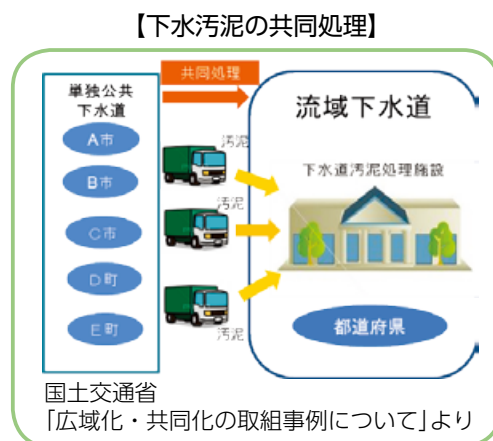 【下水汚泥の共同処理】
共同処理
単独公共
下水道
A市
B市
C市
D町
E町
汚泥
汚泥
汚泥
流域下水道
下水道汚泥処理施設
都道府県
国土交通省
「広域化・共同化の取組事例について」より